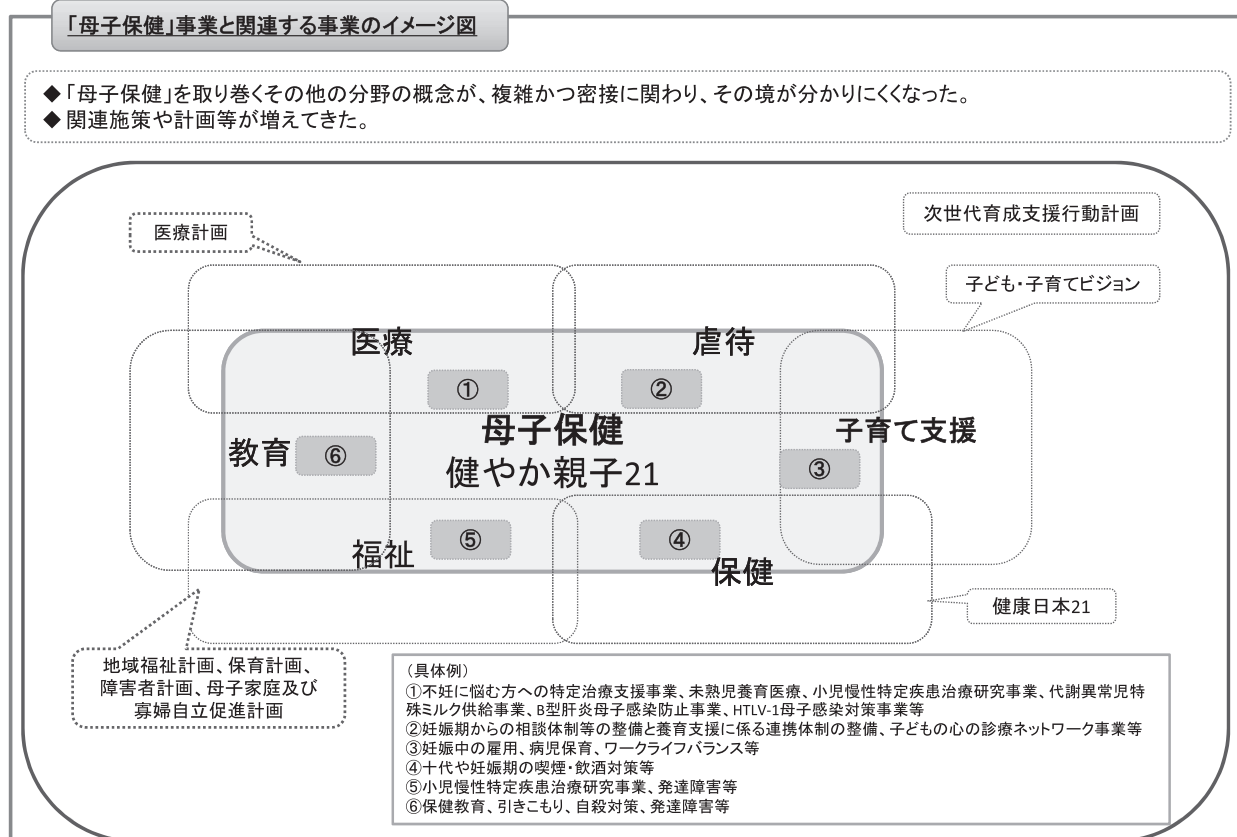 「母子保健」事業と関連する事業のイメージ図
◆「母子保健」を取り巻くその他の分野の概念が、複雑かつ密接に関わり、その境が分かりにくくなった。
◆関連施策や計画等が増えてきた。
次世代育成支援行動計画
医療計画
子ども・子育てビジョン
医療
虐待
①
②
母子保健
子育て支援
教育
⑥
健やか親子21
③
⑤
④
福祉
保健
健康日本21
地域福祉計画、保育計画、
障害者計画、母子家庭及び
寡婦自立促進計画
（具体例）
①不妊に悩む方への特定治療支援事業、未熟児養育医療、小児慢性特定疾患治療研究事業、代謝異常児特
殊ミルク供給事業、B型肝炎母子感染防止事業、HTLV-1母子感染対策事業等
②妊娠期からの相談体制等の整備と養育支援に係る連携体制の整備、子どもの心の診療ネットワーク事業等
③妊娠中の雇用、病児保育、ワークライフバランス等
④十代や妊娠期の喫煙・飲酒対策等
⑤小児慢性特定疾患治療研究事業、発達障害等
⑥保健教育、引きこもり、自殺対策、発達障害等